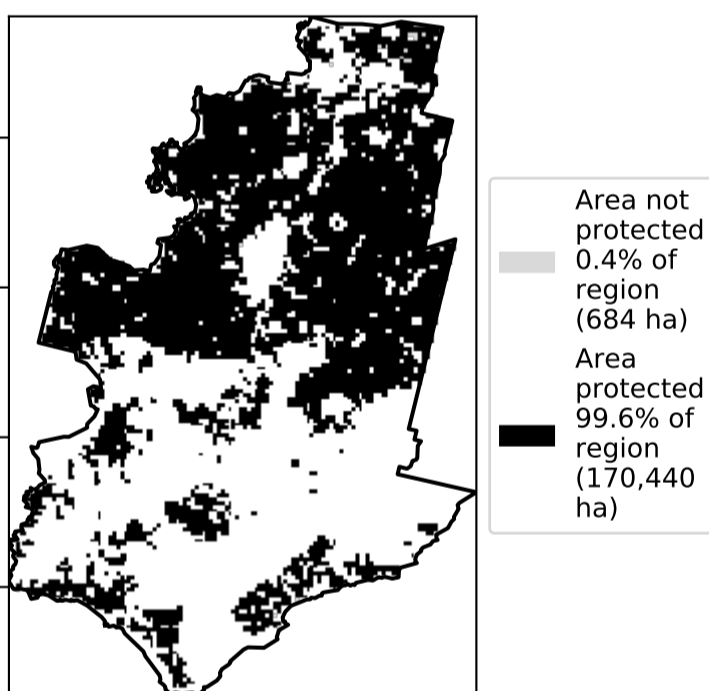 Area not
protected
0.4% of
region
(684 ha)
Area
protected
99.6% of
region
(170,440
ha)